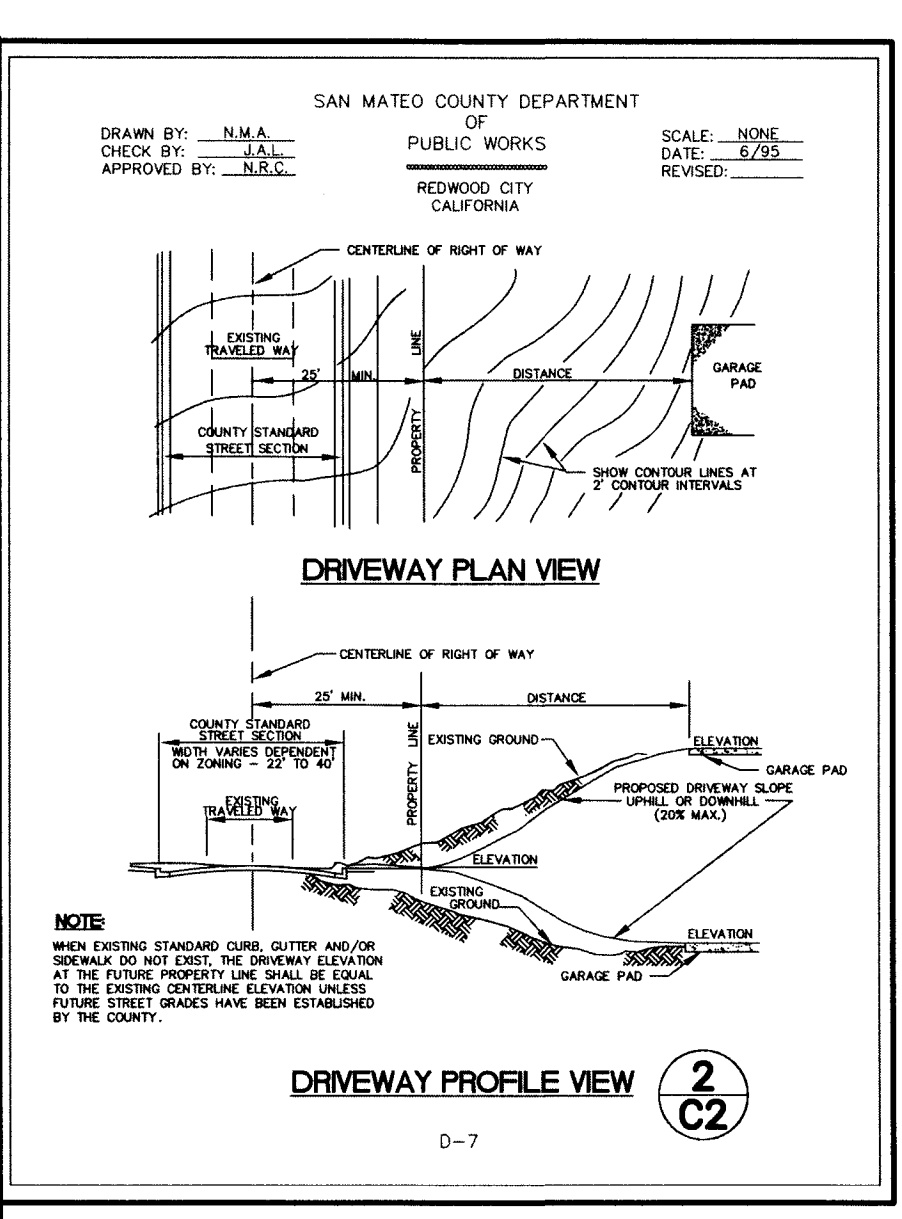 SAN MATEO COUNTY DEPARTMENT
OF
PUBLIC WORKS
REDWOOD CITY
CALIFORNIA
DRAWN BY: N.M.A.
CHECK BY: J.A.L.
APPROVED BY: N.R.C.
SCALE: NONE
DATE: 6/95
REVISED:
CENTERLINE OF RIGHT OF WAY
EXISTING
TRAVELED WAY
25' MIN.
PROPERTY LINE
DISTANCE
GARAGE
PAD
COUNTY STANDARD
STREET SECTION
SHOW CONTOUR LINES AT
2' CONTOUR INTERVALS
DRIVEWAY PLAN VIEW
CENTERLINE OF RIGHT OF WAY
25' MIN.
DISTANCE
COUNTY STANDARD
STREET SECTION
WIDTH VARIES DEPENDENT
ON ZONING - 22' TO 40'
PROPERTY LINE
EXISTING GROUND
ELEVATION
GARAGE PAD
PROPOSED DRIVEWAY SLOPE
UPHILL OR DOWNHILL
(20% MAX.)
EXISTING
TRAVELED WAY
ELEVATION
EXISTING
GROUND
ELEVATION
GARAGE PAD
NOTE:
WHEN EXISTING STANDARD CURB, GUTTER AND/OR
SIDEWALK DO NOT EXIST, THE DRIVEWAY ELEVATION
AT THE FUTURE PROPERTY LINE SHALL BE EQUAL
TO THE EXISTING CENTERLINE ELEVATION UNLESS
FUTURE STREET GRADES HAVE BEEN ESTABLISHED
BY THE COUNTY.
DRIVEWAY PROFILE VIEW
2
C2
D-7